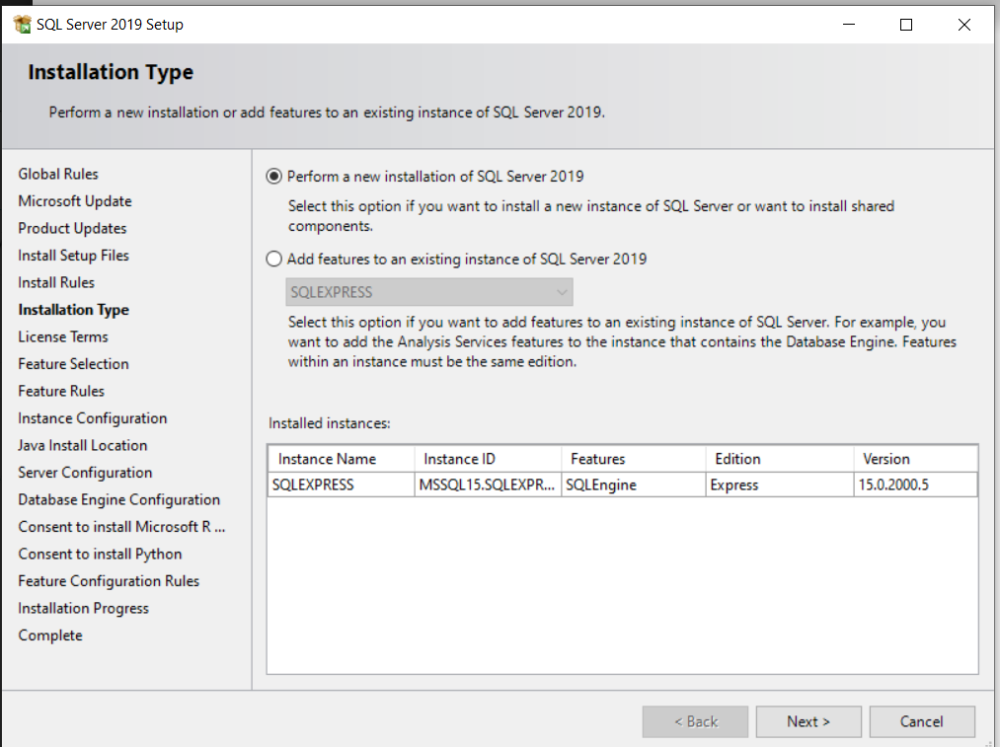 SQL Server 2019 Setup
Installation Type
Perform a new installation or add features to an existing instance of SQL Server 2019.
Global Rules
Microsoft Update
Product Updates
Install Setup Files
Install Rules
Installation Type
License Terms
Feature Selection
Feature Rules
Instance Configuration
Java Install Location
Server Configuration
Database Engine Configuration
Consent to install Microsoft R ...
Consent to install Python
Feature Configuration Rules
Installation Progress
Complete
Perform a new installation of SQL Server 2019
Select this option if you want to install a new instance of SQL Server or want to install shared
components.
Add features to an existing instance of SQL Server 2019
SQLEXPRESS
Select this option if you want to add features to an existing instance of SQL Server. For example, you
want to add the Analysis Services features to the instance that contains the Database Engine. Features
within an instance must be the same edition.
Installed instances:
Instance Name Instance ID Features Edition Version
SQLEXPRESS MSSQL15.SQLEXPR... SQLEngine Express 15.0.2000.5
< Back Next > Cancel